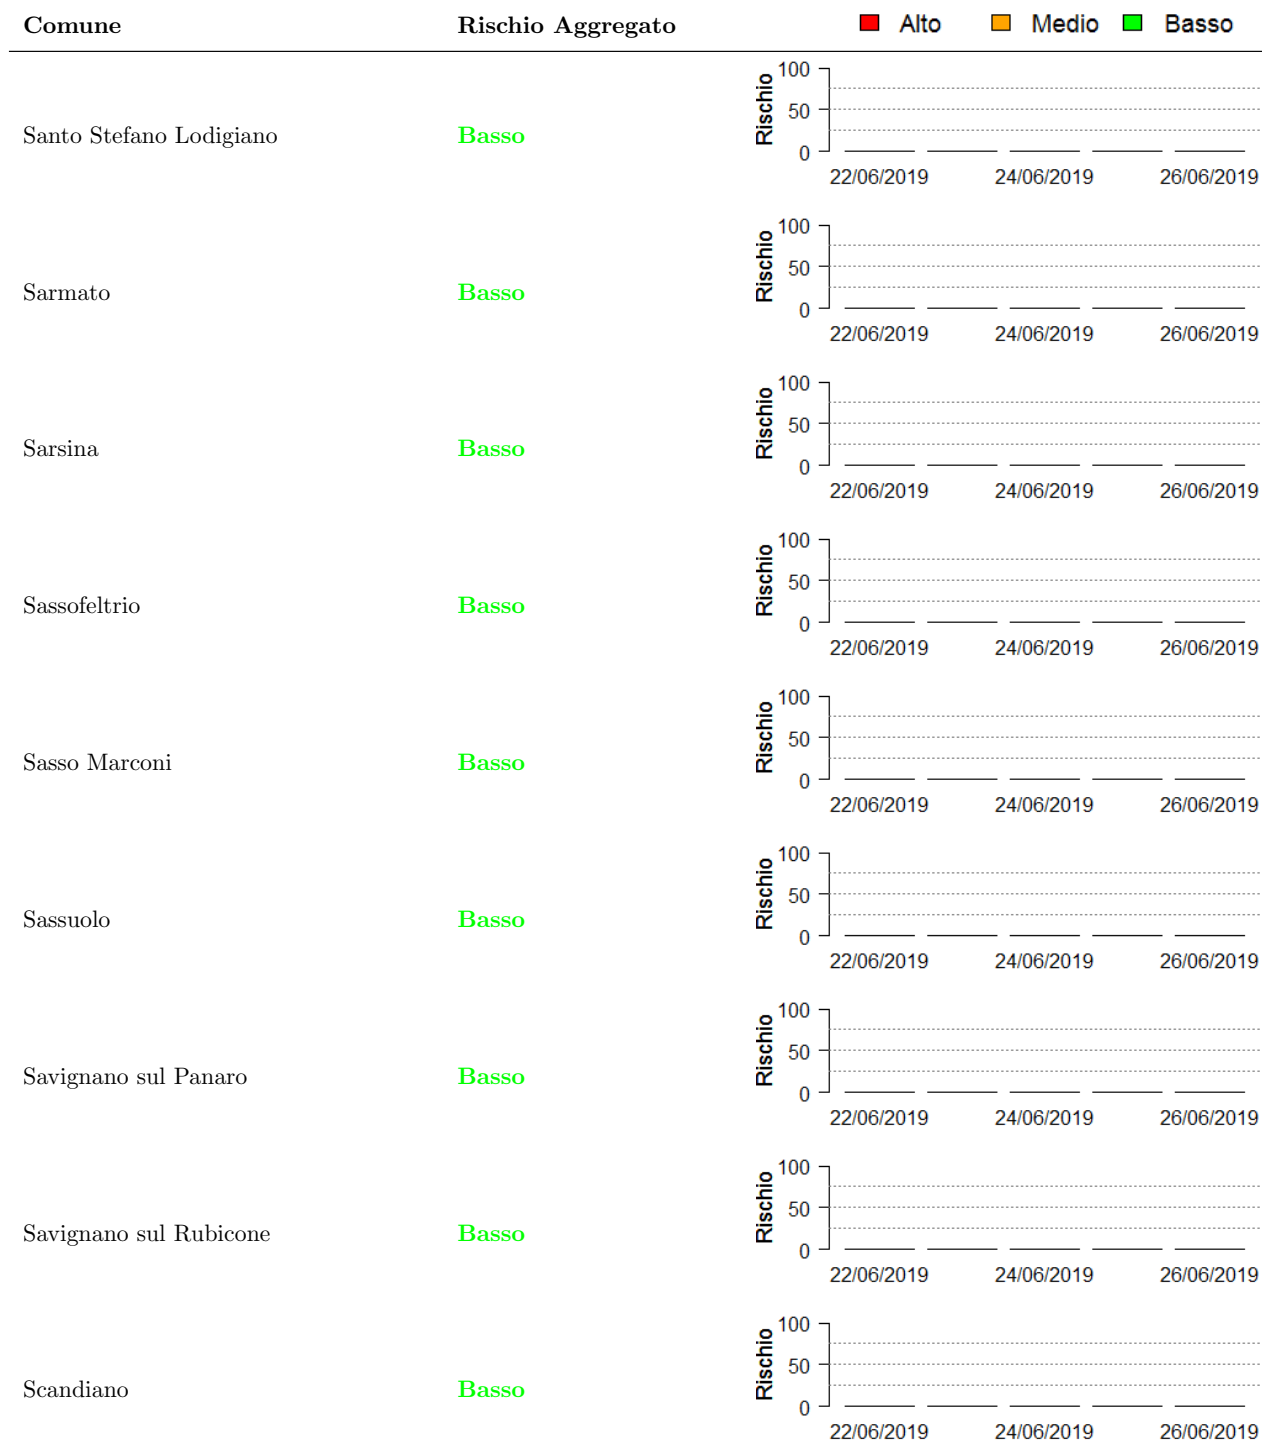 Comune Rischio Aggregato Alto Medio Basso
Santo Stefano Lodigiano Basso
Rischio
100
50
0
22/06/2019 24/06/2019 26/06/2019
Sarmato Basso
Rischio
100
50
0
22/06/2019 24/06/2019 26/06/2019
Sarsina Basso
Rischio
100
50
0
22/06/2019 24/06/2019 26/06/2019
Sassofeltrio Basso
Rischio
100
50
0
22/06/2019 24/06/2019 26/06/2019
Sasso Marconi Basso
Rischio
100
50
0
22/06/2019 24/06/2019 26/06/2019
Sassuolo Basso
Rischio
100
50
0
22/06/2019 24/06/2019 26/06/2019
Savignano sul Panaro Basso
Rischio
100
50
0
22/06/2019 24/06/2019 26/06/2019
Savignano sul Rubicone Basso
Rischio
100
50
0
22/06/2019 24/06/2019 26/06/2019
Scandiano Basso
Rischio
100
50
0
22/06/2019 24/06/2019 26/06/2019